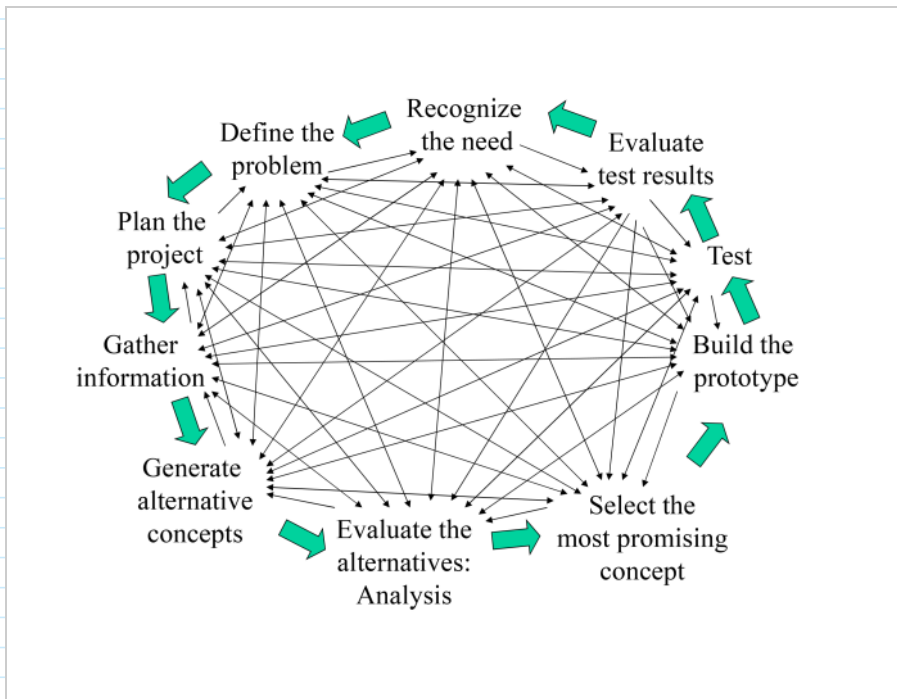 Recognize
the need
Define the
problem
Plan the
project
Gather
information
Generate
alternative
concepts
Evaluate the
alternatives:
Analysis
Select the
most promising
concept
Build the
prototype
Test
Evaluate
test results